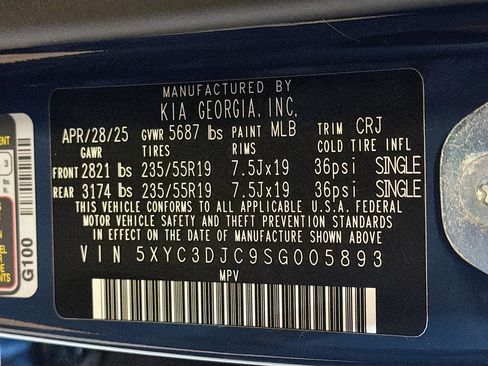 MANUFACTURED BY
KIA GEORGIA, INC.
APR/28/25 GVWR 5687 lbs PAINT MLB TRIM CRJ
GAWR TIRES RIMS COLD TIRE INFL
FRONT 2821 lbs 235/55R19 7.5Jx19 36psi SINGLE
REAR 3174 lbs 235/55R19 7.5Jx19 36psi SINGLE
THIS VEHICLE CONFORMS TO ALL APPLICABLE U.S.A. FEDERAL
MOTOR VEHICLE SAFETY AND THEFT PREVENTION STANDARDS
IN EFFECT ON THE DATE OF MANUFACTURE SHOWN ABOVE
VIN 5XYC3DJC9SG005893
MPV
G100
3